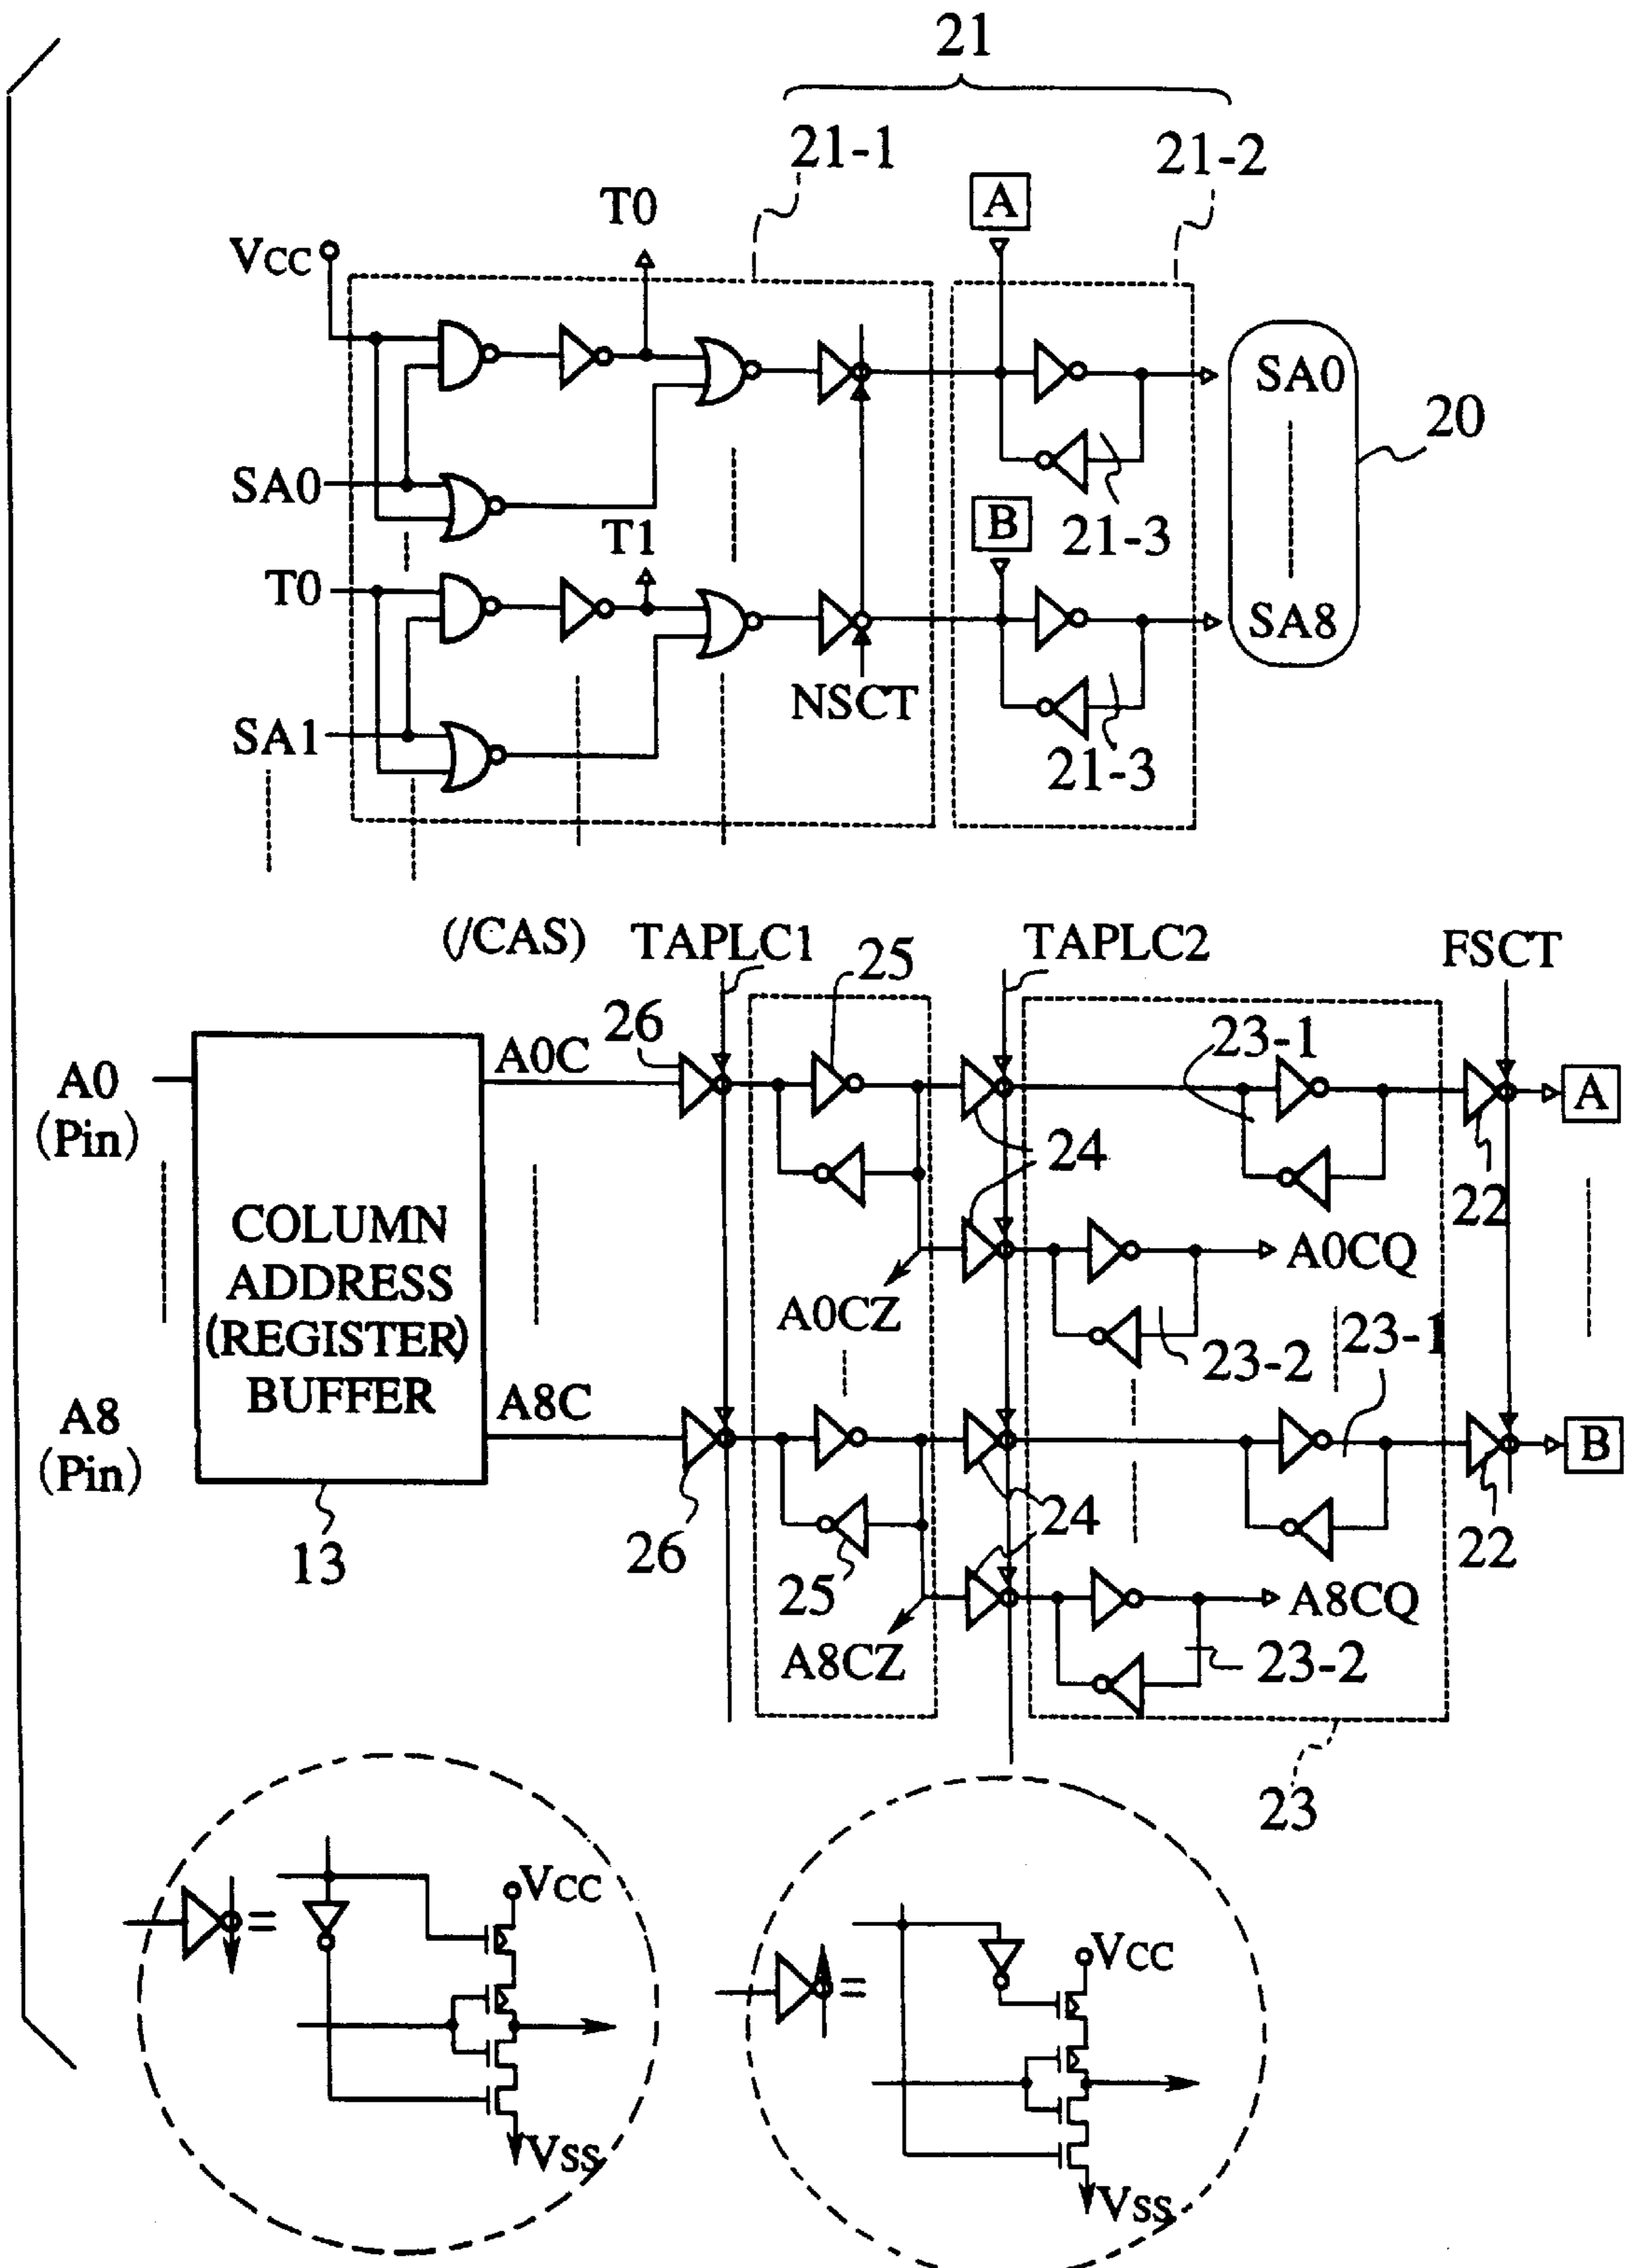 21
21-1
21-2
T0
A
VCC
SA0
20
SA0
21-3
T1
B
T0
SA8
NSCT
SA1
21-3
(/CAS)
TAPLC1
25
TAPLC2
FSCT
26
A0
(Pin)
A0C
23-1
A
24
22
COLUMN
ADDRESS
(REGISTER)
BUFFER
A0CQ
A0CZ
23-2
23-1
A8
(Pin)
A8C
B
13
26
25
24
22
A8CQ
A8CZ
23-2
23
VCC
=
VSS
VCC
=
VSS